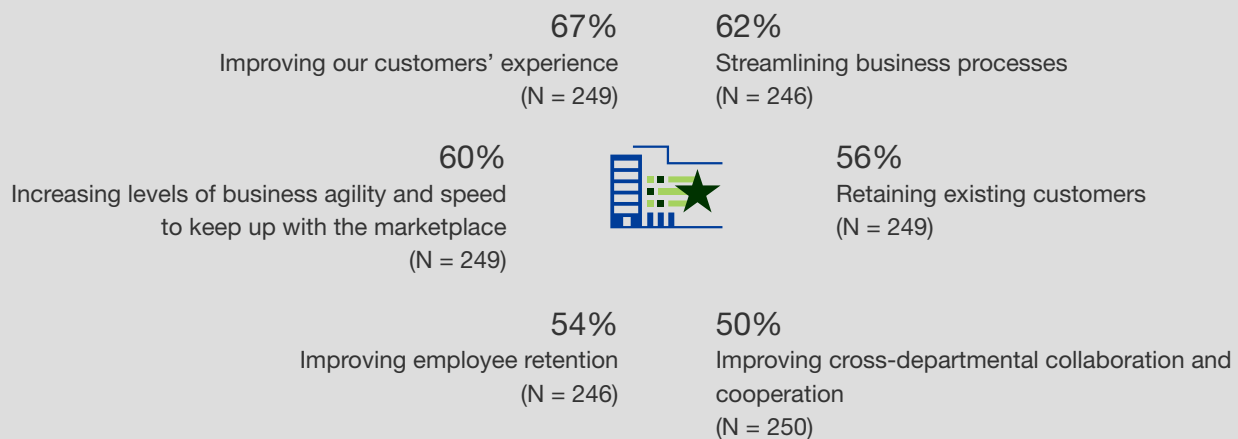 67%
Improving our customers’ experience
(N = 249)
62%
Streamlining business processes
(N = 246)
60%
Increasing levels of business agility and speed
to keep up with the marketplace
(N = 249)
56%
Retaining existing customers
(N = 249)
54%
Improving employee retention
(N = 246)
50%
Improving cross-departmental collaboration and
cooperation
(N = 250)